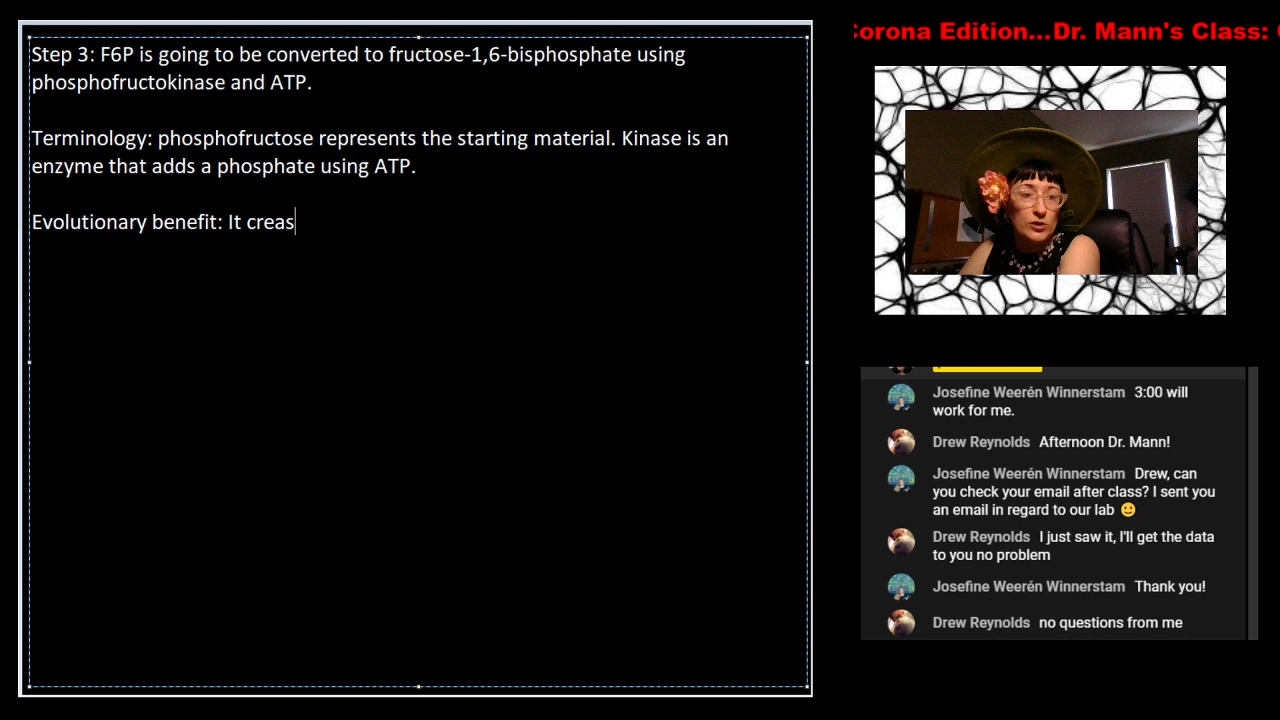 Step 3: F6P is going to be converted to fructose-1,6-bisphosphate using
phosphofructokinase and ATP.
Terminology: phosphofructose represents the starting material. Kinase is an
enzyme that adds a phosphate using ATP.
Evolutionary benefit: It creas
Corona Edition...Dr. Mann's Class:
Josefine Weerén Winnerstam 3:00 will
work for me.
Drew Reynolds Afternoon Dr. Mann!
Josefine Weerén Winnerstam Drew, can
you check your email after class? I sent you
an email in regard to our lab 🙂
Drew Reynolds I just saw it, I'll get the data
to you no problem
Josefine Weerén Winnerstam Thank you!
Drew Reynolds no questions from me